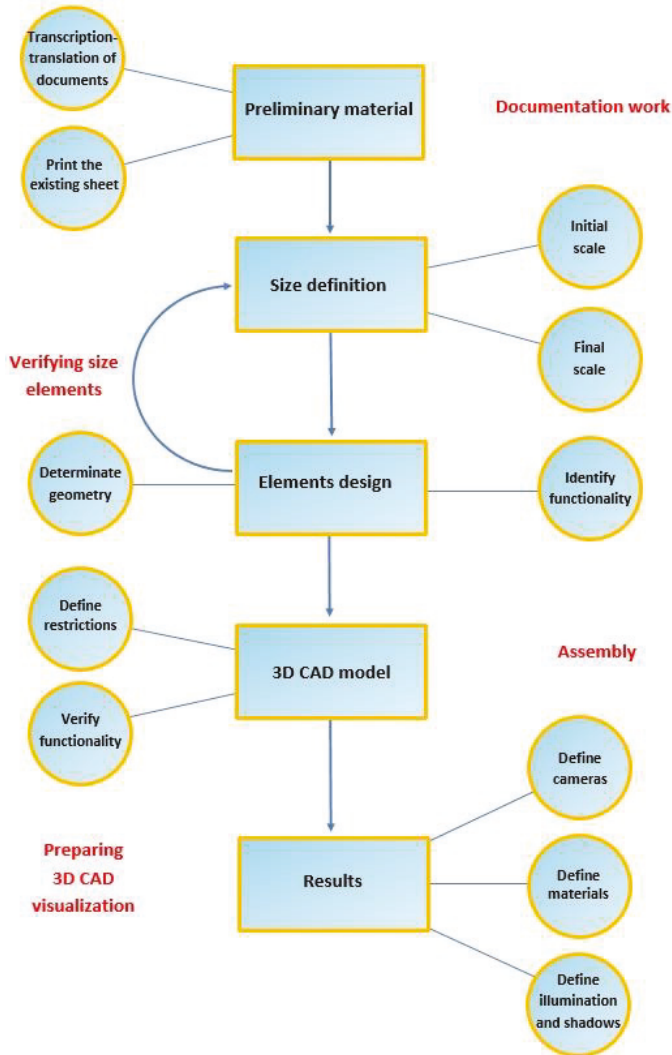 Transcription-
translation of
documents
Preliminary material
Documentation work
Print the
existing sheet
Initial
scale
Size definition
Final
scale
Verifying size
elements
Determinate
geometry
Elements design
Identify
functionality
Define
restrictions
3D CAD model
Assembly
Verify
functionality
Define
cameras
Preparing
3D CAD
visualization
Results
Define
materials
Define
illumination
and shadows